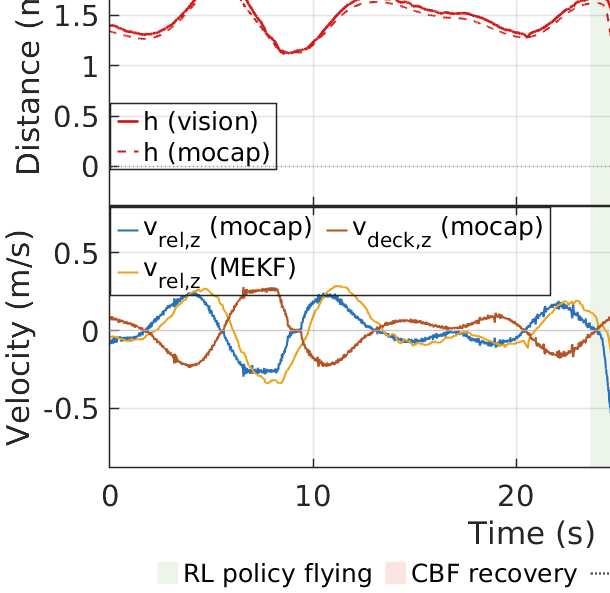 Distance
1.5
1
0.5
0
h (vision)
h (mocap)
Velocity (m/s)
0.5
0
-0.5
v_rel,z (mocap)
v_deck,z (mocap)
v_rel,z (MEKF)
0
10
20
Time (s)
RL policy flying
CBF recovery